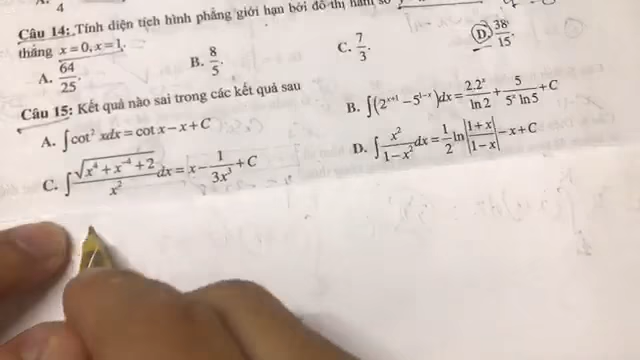 4
Câu 14: Tính diện tích hình phẳng giới hạn bởi đồ thị hàm số
thẳng x = 0, x = 1.
A. 64/25. B. 8/5. C. 7/3. D. 38/15.
Câu 15: Kết quả nào sai trong các kết quả sau
A. ∫cot² xdx = cot x − x + C B. ∫(2^{x+1} − 5^{1−x})dx = 2.2^x/ln 2 + 5/(5^x ln 5) + C
C. ∫√(x⁴ + x⁻⁴ + 2)/x² dx = x − 1/(3x³) + C D. ∫x²/(1−x²) dx = 1/2 ln|(1+x)/(1−x)| − x + C